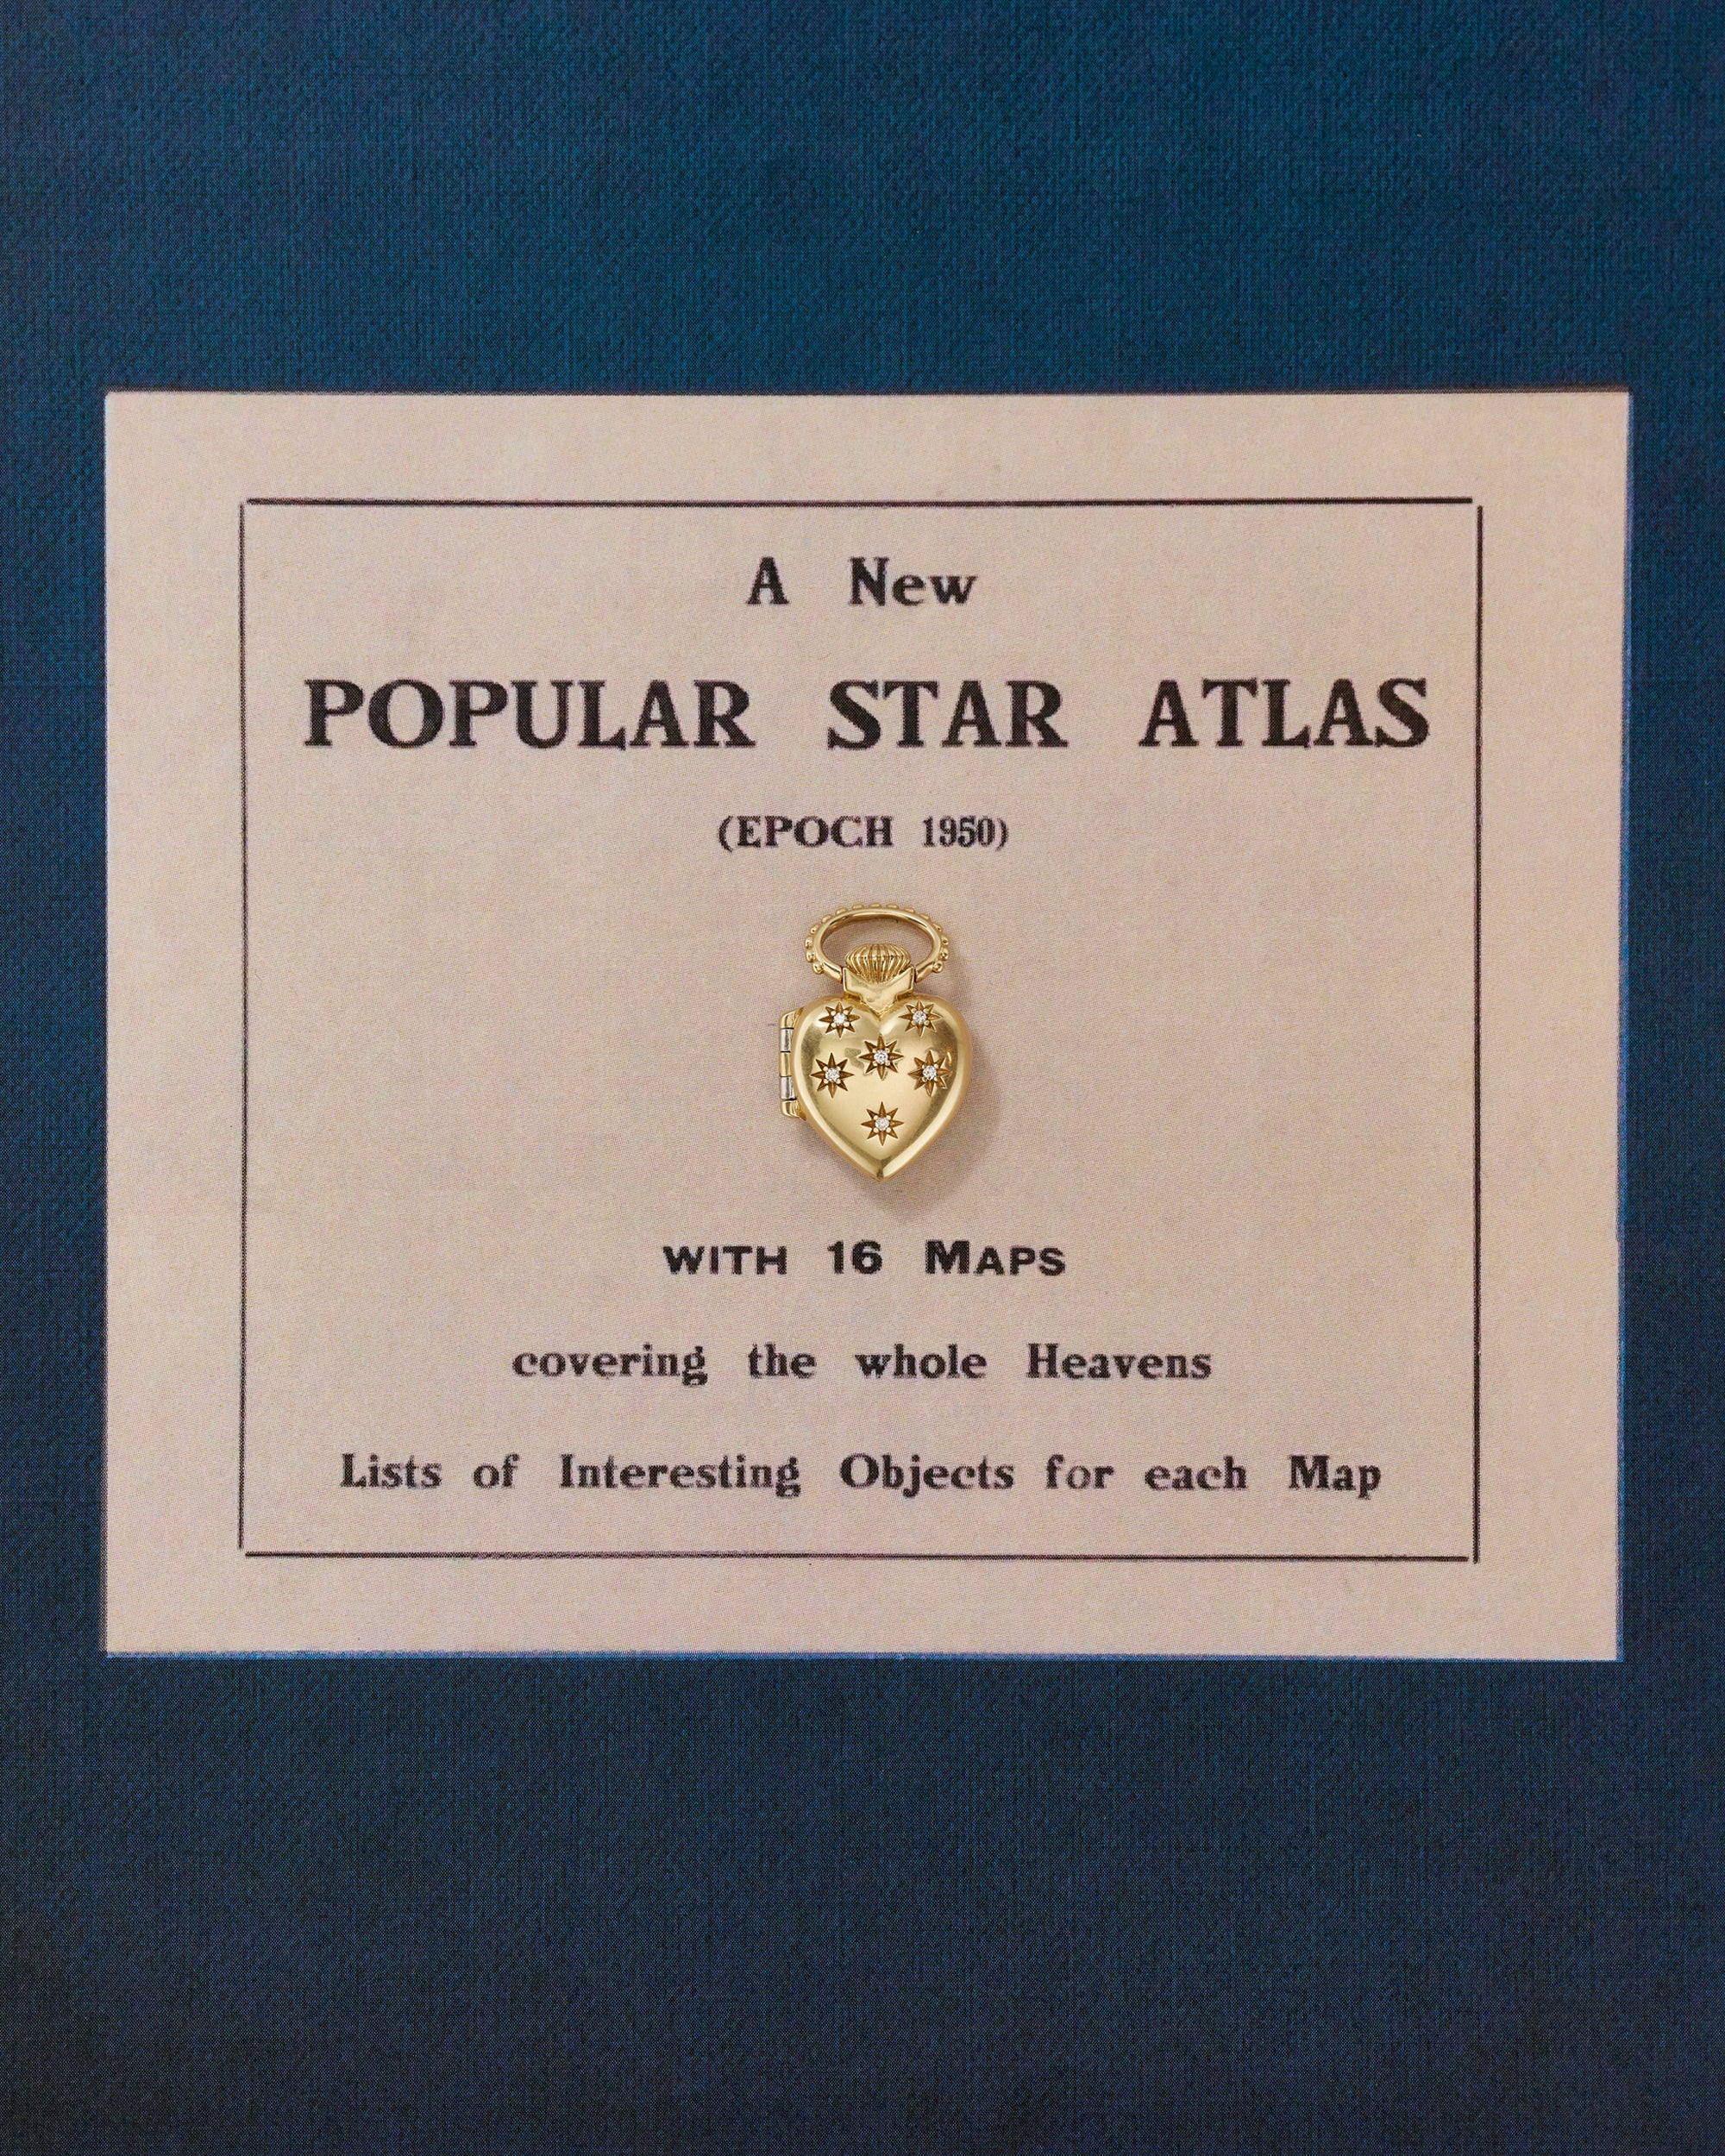 A New
POPULAR STAR ATLAS
(EPOCH 1950)
WITH 16 MAPS
covering the whole Heavens
Lists of Interesting Objects for each Map